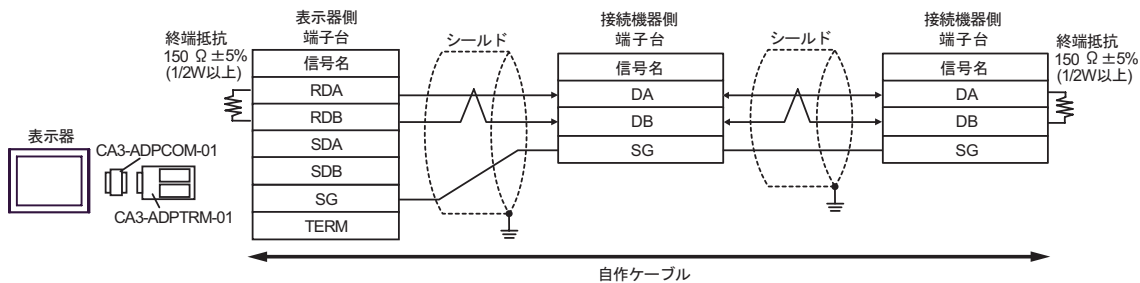 表示器
CA3-ADPCOM-01
CA3-ADPTRM-01
終端抵抗
150 Ω ±5%
(1/2W以上)
表示器側
端子台
信号名
RDA
RDB
SDA
SDB
SG
TERM
シールド
接続機器側
端子台
信号名
DA
DB
SG
シールド
接続機器側
端子台
信号名
DA
DB
SG
終端抵抗
150 Ω ±5%
(1/2W以上)
自作ケーブル